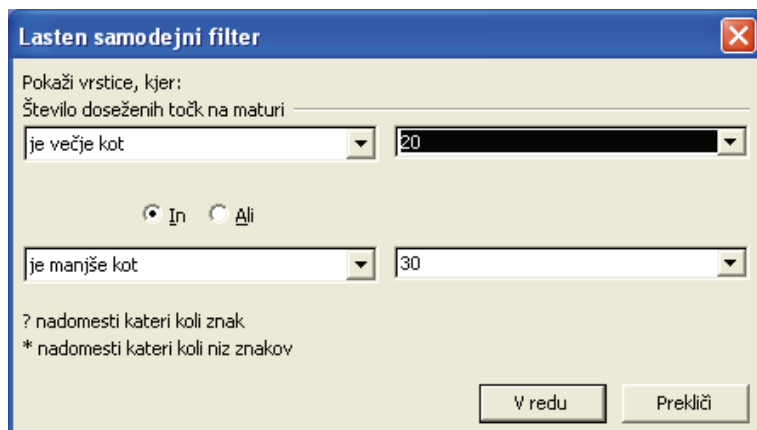 Lasten samodejni filter
Pokaži vrstice, kjer:
Število doseženih točk na maturi
je večje kot 20
In Ali
je manjše kot 30
? nadomesti kateri koli znak
* nadomesti kateri koli niz znakov
V redu Prekliči